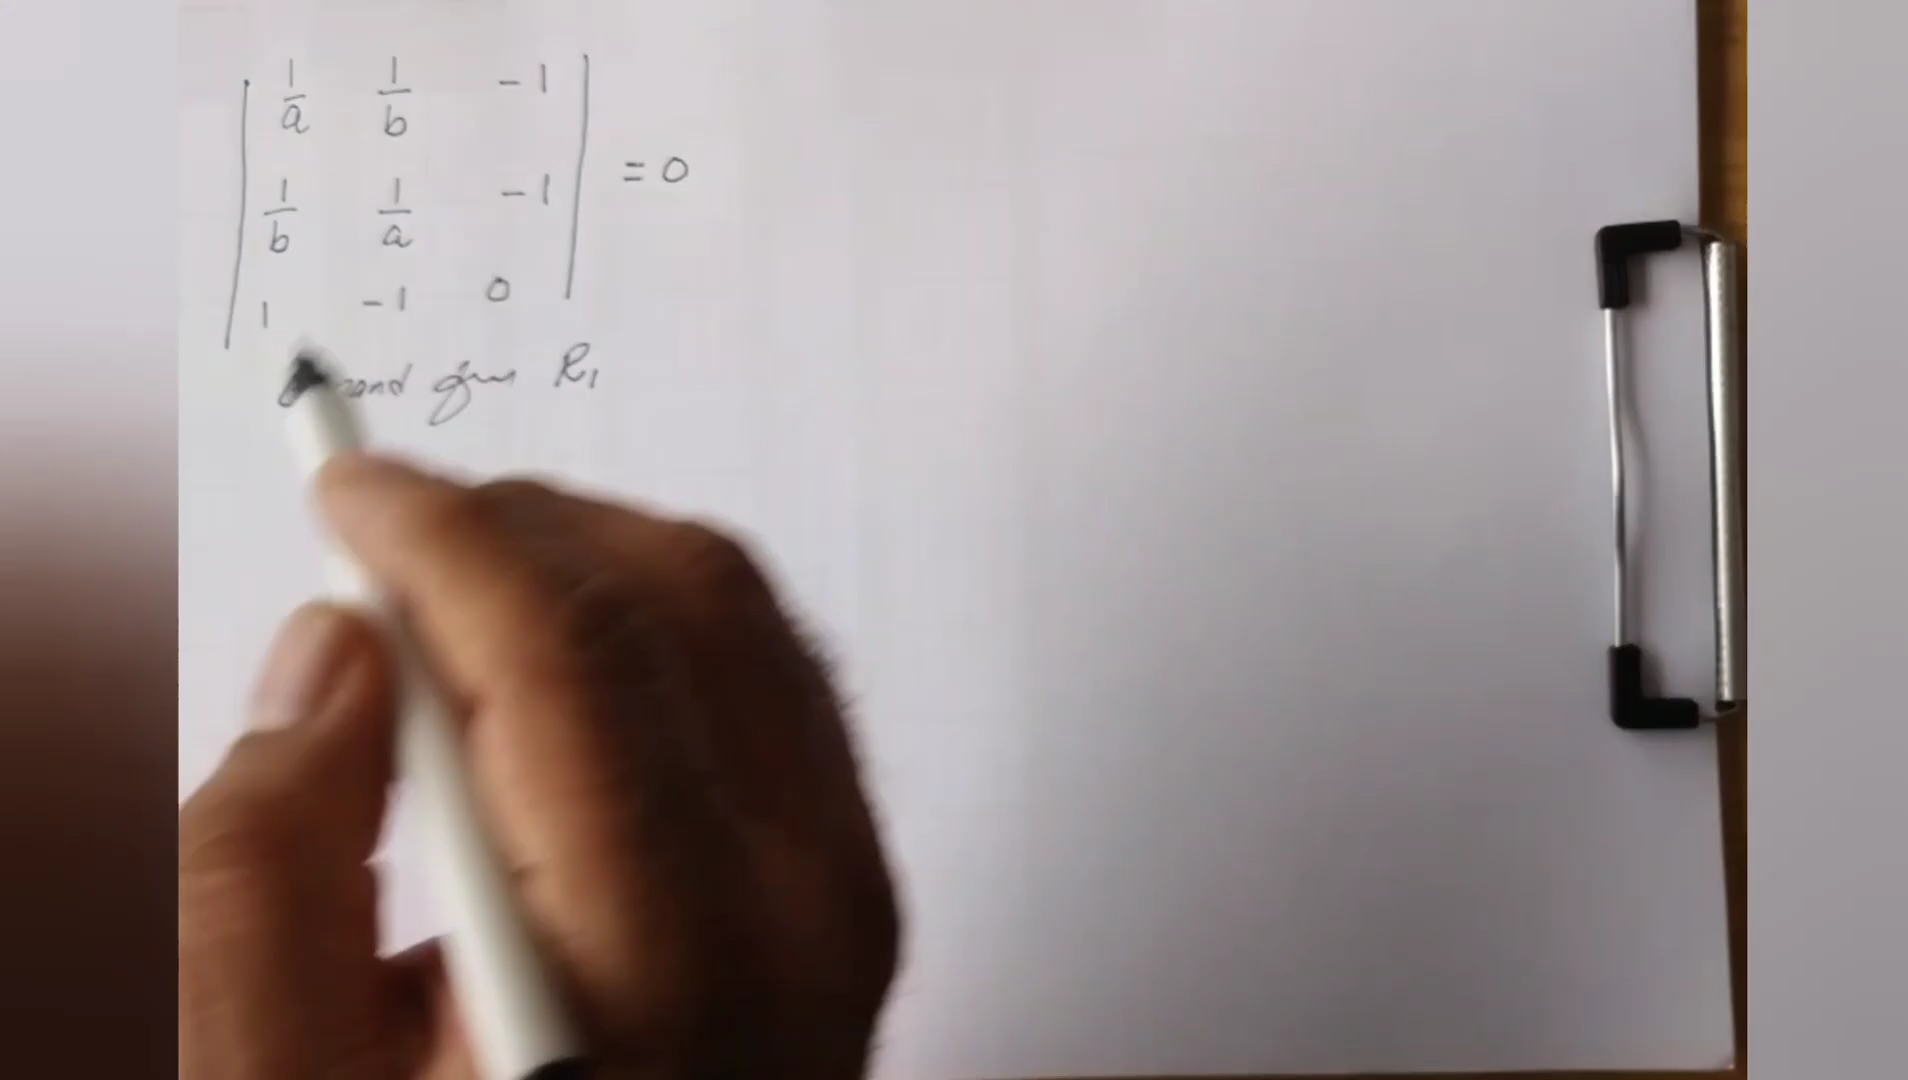 | 1/a 1/b -1 |
| 1/b 1/a -1 | = 0
| 1 -1 0 |
R₁